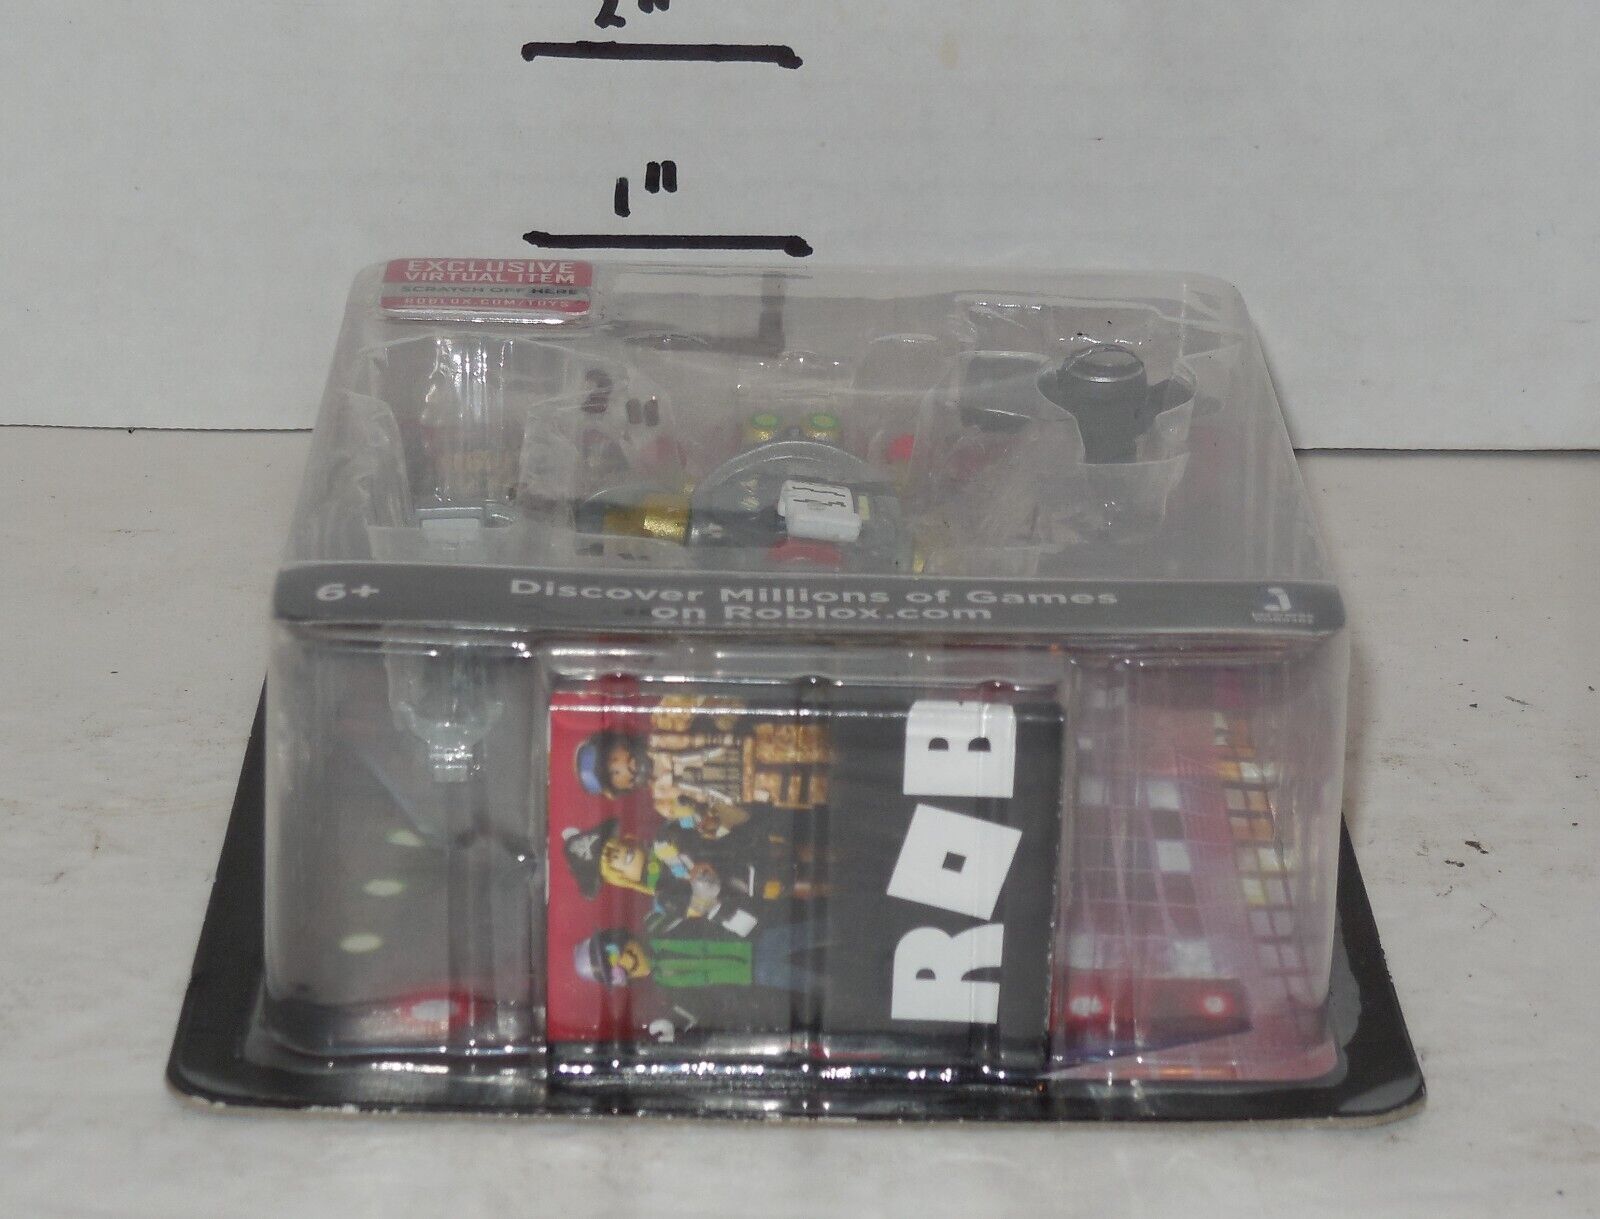 2"
1"
EXCLUSIVE
VIRTUAL ITEM
SCRATCH OFF HERE
ROBLOX.COM/TOYS
6+
Discover Millions of Games
on Roblox.com
ROB